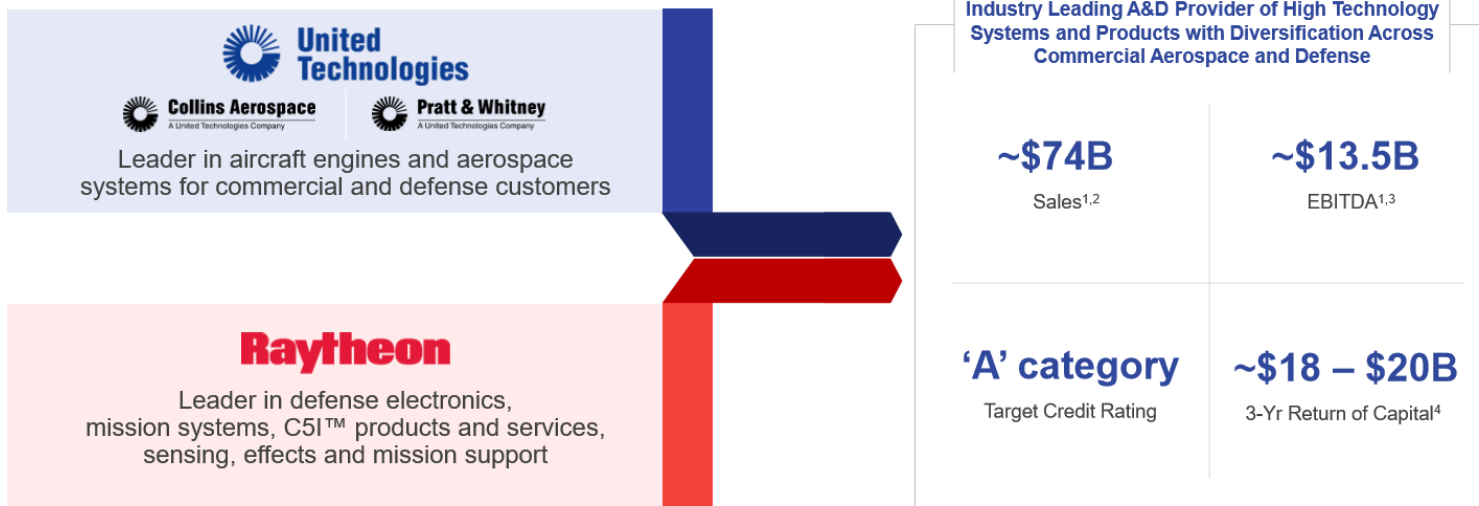 United
Technologies
Collins Aerospace
A United Technologies Company
Pratt & Whitney
A United Technologies Company
Leader in aircraft engines and aerospace
systems for commercial and defense customers
Raytheon
Leader in defense electronics,
mission systems, C5I™ products and services,
sensing, effects and mission support
Industry Leading A&D Provider of High Technology
Systems and Products with Diversification Across
Commercial Aerospace and Defense
~$74B
Sales¹,²
~$13.5B
EBITDA¹,³
‘A’ category
Target Credit Rating
~$18 – $20B
3-Yr Return of Capital⁴